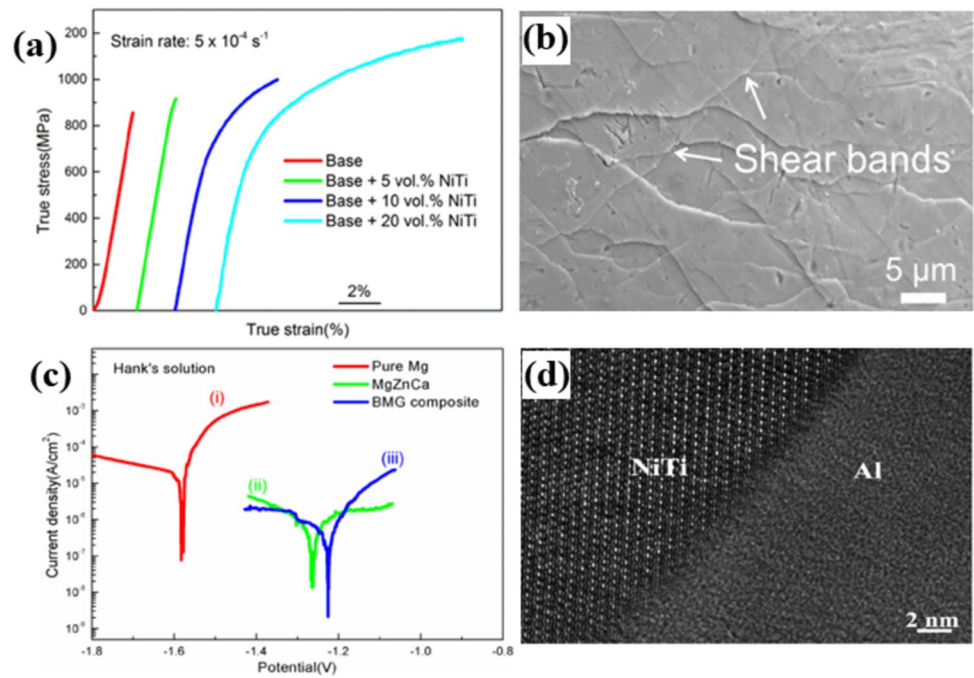 (a)
Strain rate: 5 x 10⁻⁴ s⁻¹
200
1000
800
600
400
200
0
True stress(MPa)
Base
Base + 5 vol.% NiTi
Base + 10 vol.% NiTi
Base + 20 vol.% NiTi
2%
True strain(%)
(b)
Shear bands
5 µm
(c)
Hank's solution
Pure Mg
MgZnCa
BMG composite
(i)
(ii)
(iii)
10⁻³
10⁻⁴
10⁻⁵
10⁻⁶
10⁻⁷
10⁻⁸
10⁻⁹
Current density(A/cm²)
-1.8 -1.6 -1.4 -1.2 -1.0 -0.8
Potential(V)
(d)
NiTi
Al
2 nm